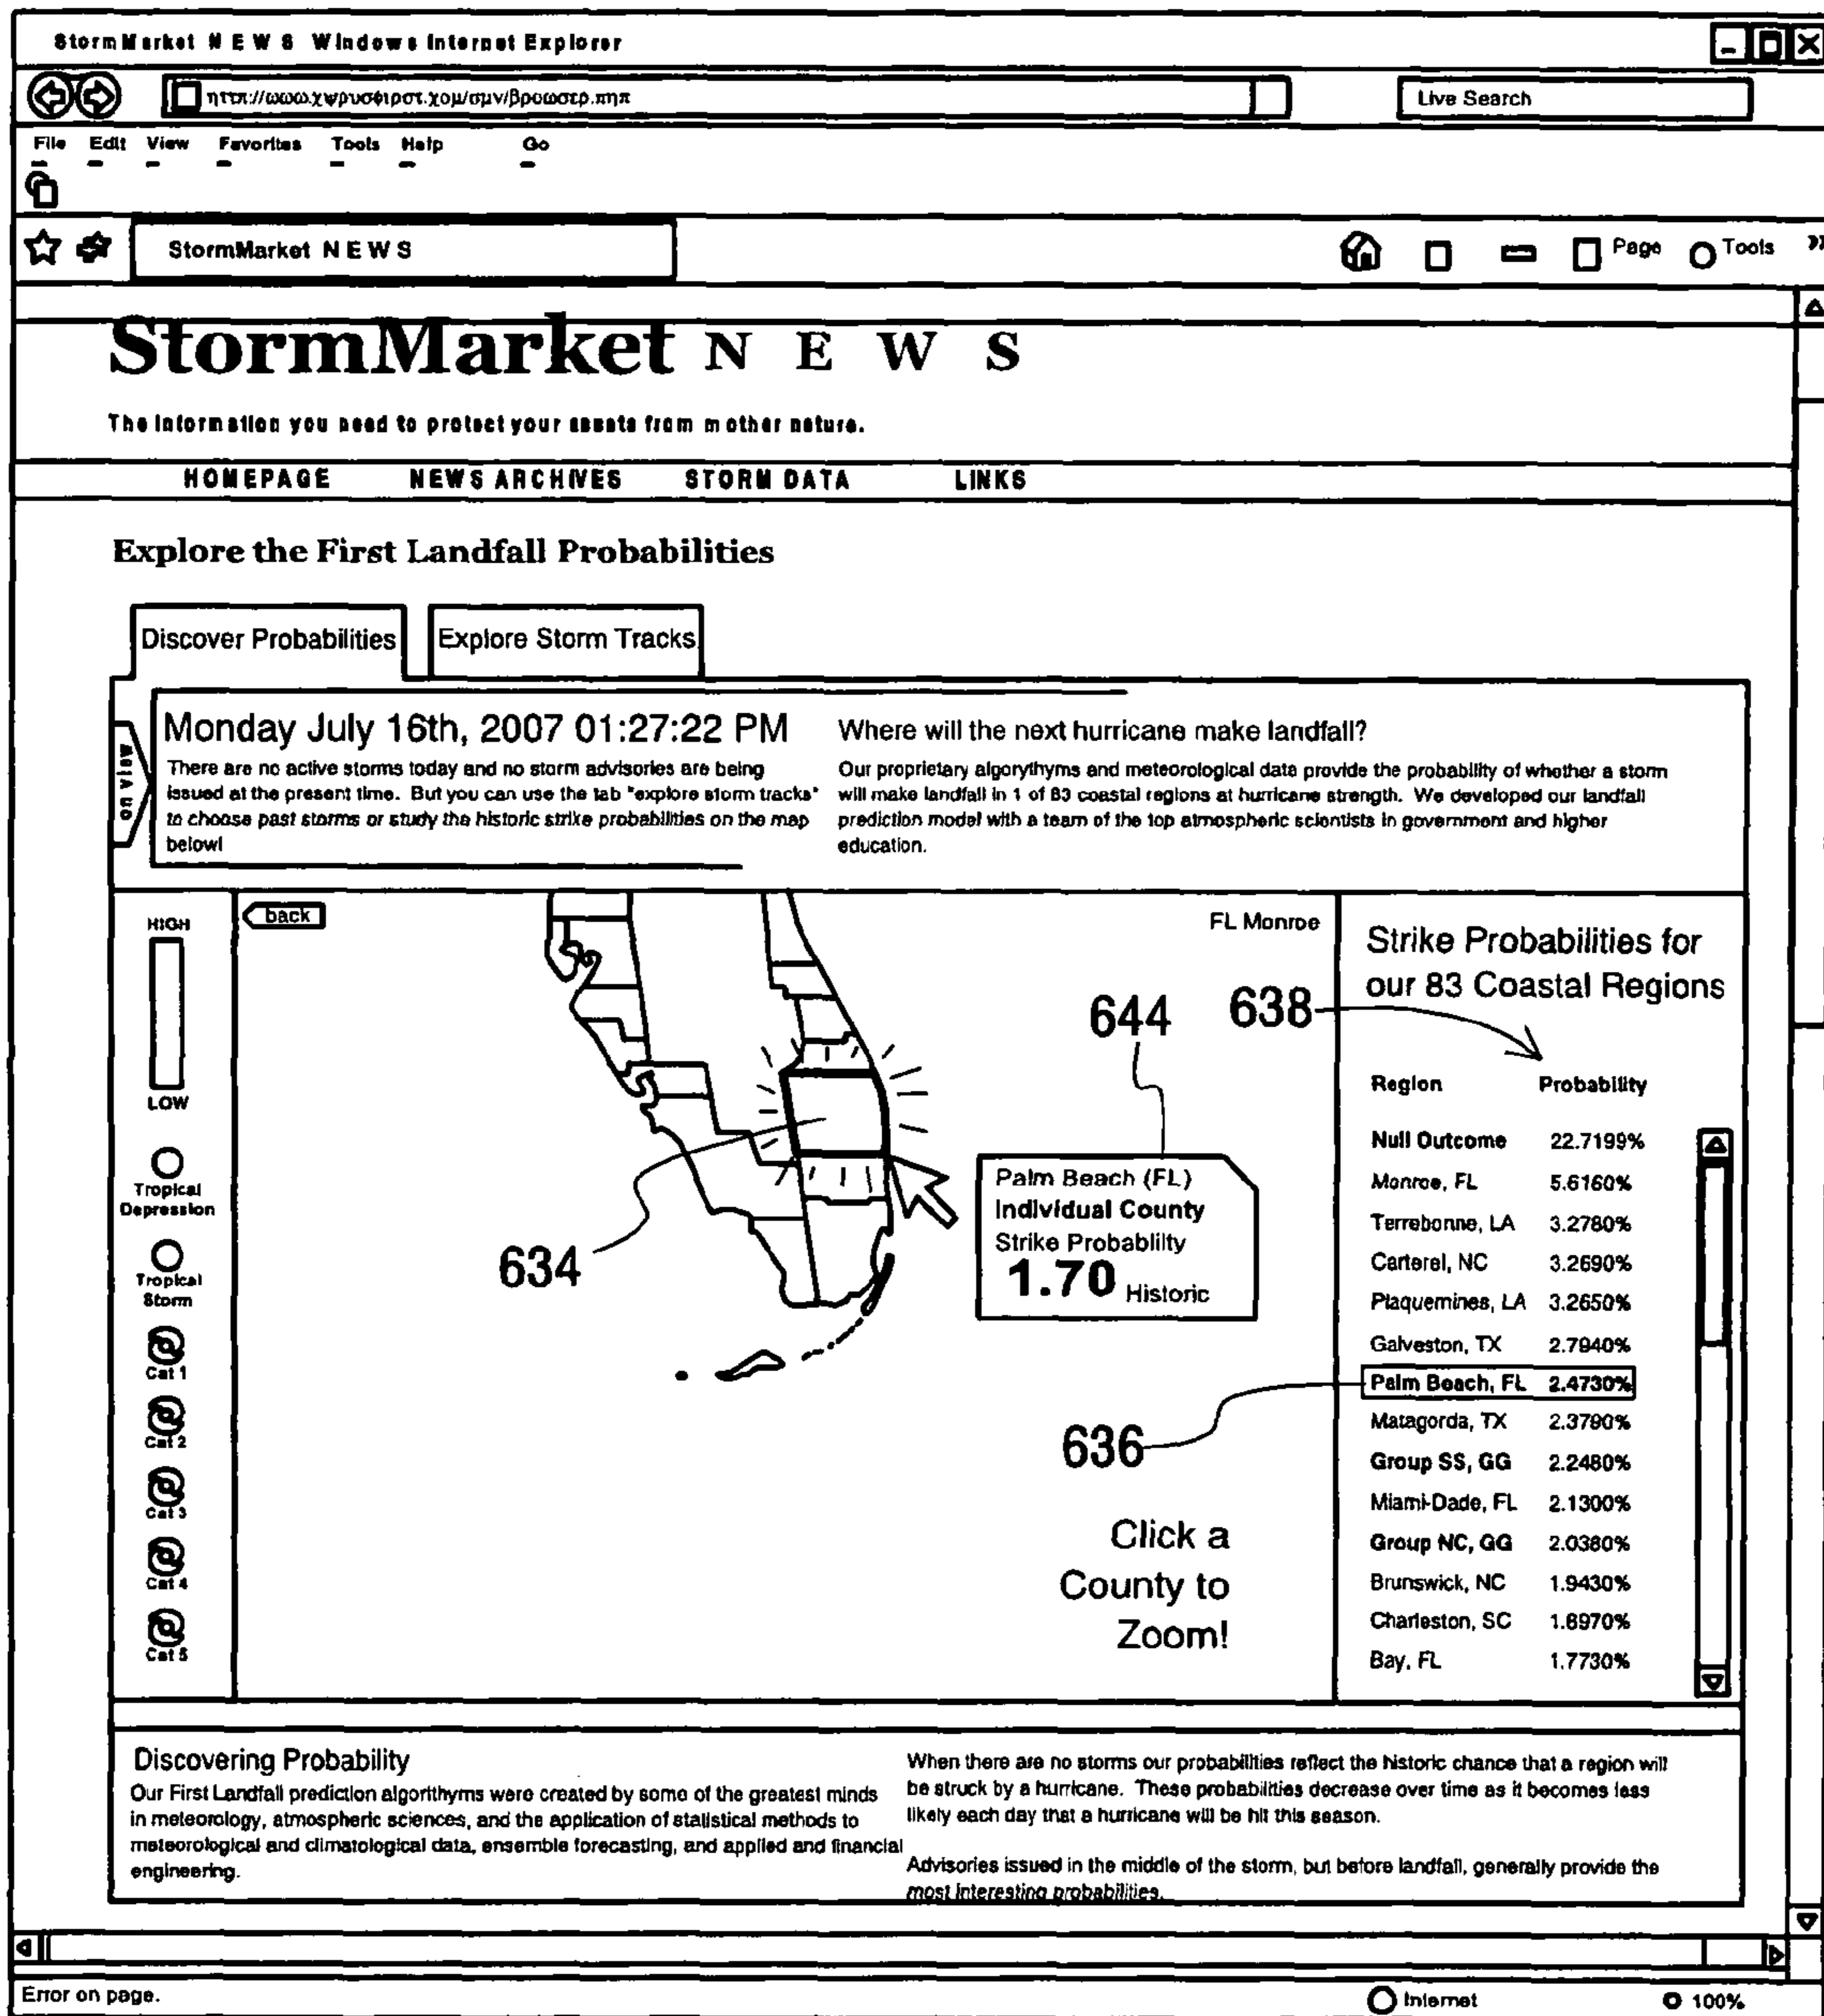 StormMarket N E W S Windows Internet Explorer
ηττπ://ωωω.χψρυσφιρστ.χομ/σμν/βροωσερ.πηπ
Live Search
File Edit View Favorites Tools Help Go
StormMarket N E W S
Page Tools »
StormMarket N E W S
The information you need to protect your assets from mother nature.
HOMEPAGE NEWS ARCHIVES STORM DATA LINKS
Explore the First Landfall Probabilities
Discover Probabilities Explore Storm Tracks
on view
Monday July 16th, 2007 01:27:22 PM
There are no active storms today and no storm advisories are being
issued at the present time. But you can use the tab "explore storm tracks"
to choose past storms or study the historic strike probabilities on the map
below!
Where will the next hurricane make landfall?
Our proprietary algorythyms and meteorological data provide the probability of whether a storm
will make landfall in 1 of 83 coastal regions at hurricane strength. We developed our landfall
prediction model with a team of the top atmospheric scientists in government and higher
education.
HIGH
LOW
Tropical
Depression
Tropical
Storm
Cat 1
Cat 2
Cat 3
Cat 4
Cat 5
back
FL Monroe
644
638
634
636
Palm Beach (FL)
Individual County
Strike Probablilty
1.70 Historic
Click a
County to
Zoom!
Strike Probabilities for
our 83 Coastal Regions
Region Probability
Null Outcome 22.7199%
Monroe, FL 5.6160%
Terrebonne, LA 3.2780%
Carteret, NC 3.2690%
Plaquemines, LA 3.2650%
Galveston, TX 2.7940%
Palm Beach, FL 2.4730%
Matagorda, TX 2.3790%
Group SS, GG 2.2480%
Miami-Dade, FL 2.1300%
Group NC, GG 2.0380%
Brunswick, NC 1.9430%
Charleston, SC
Bay, FL 1.7730%
Discovering Probability
Our First Landfall prediction algorithyms were created by some of the greatest minds
in meteorology, atmospheric sciences, and the application of statistical methods to
meteorological and climatological data, ensemble forecasting, and applied and financial
engineering.
When there are no storms our probabilities reflect the historic chance that a region will
be struck by a hurricane. These probabilities decrease over time as it becomes less
likely each day that a hurricane will be hit this season.
Advisories issued in the middle of the storm, but before landfall, generally provide the
most interesting probabilities.
Error on page.
Internet
100%